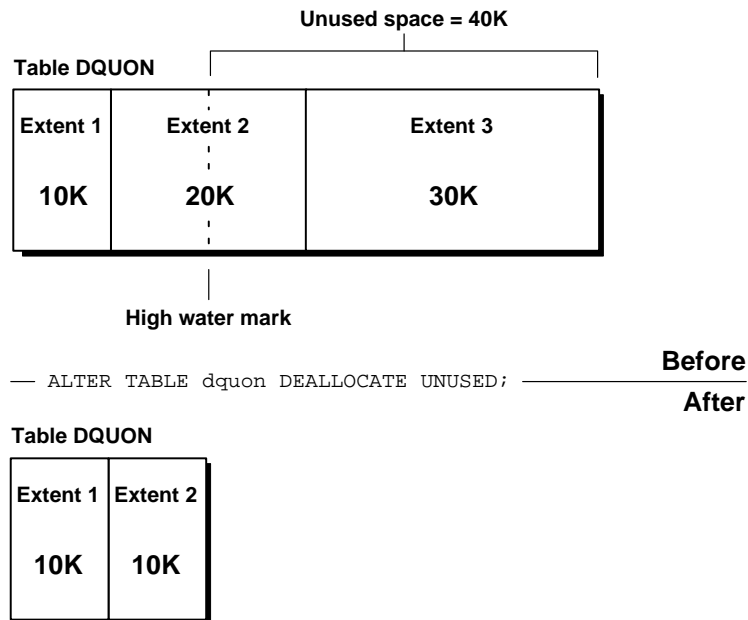 Unused space = 40K
Table DQUON
Extent 1 Extent 2 Extent 3
10K 20K 30K
High water mark
Before
ALTER TABLE dquon DEALLOCATE UNUSED;
After
Table DQUON
Extent 1 Extent 2
10K 10K